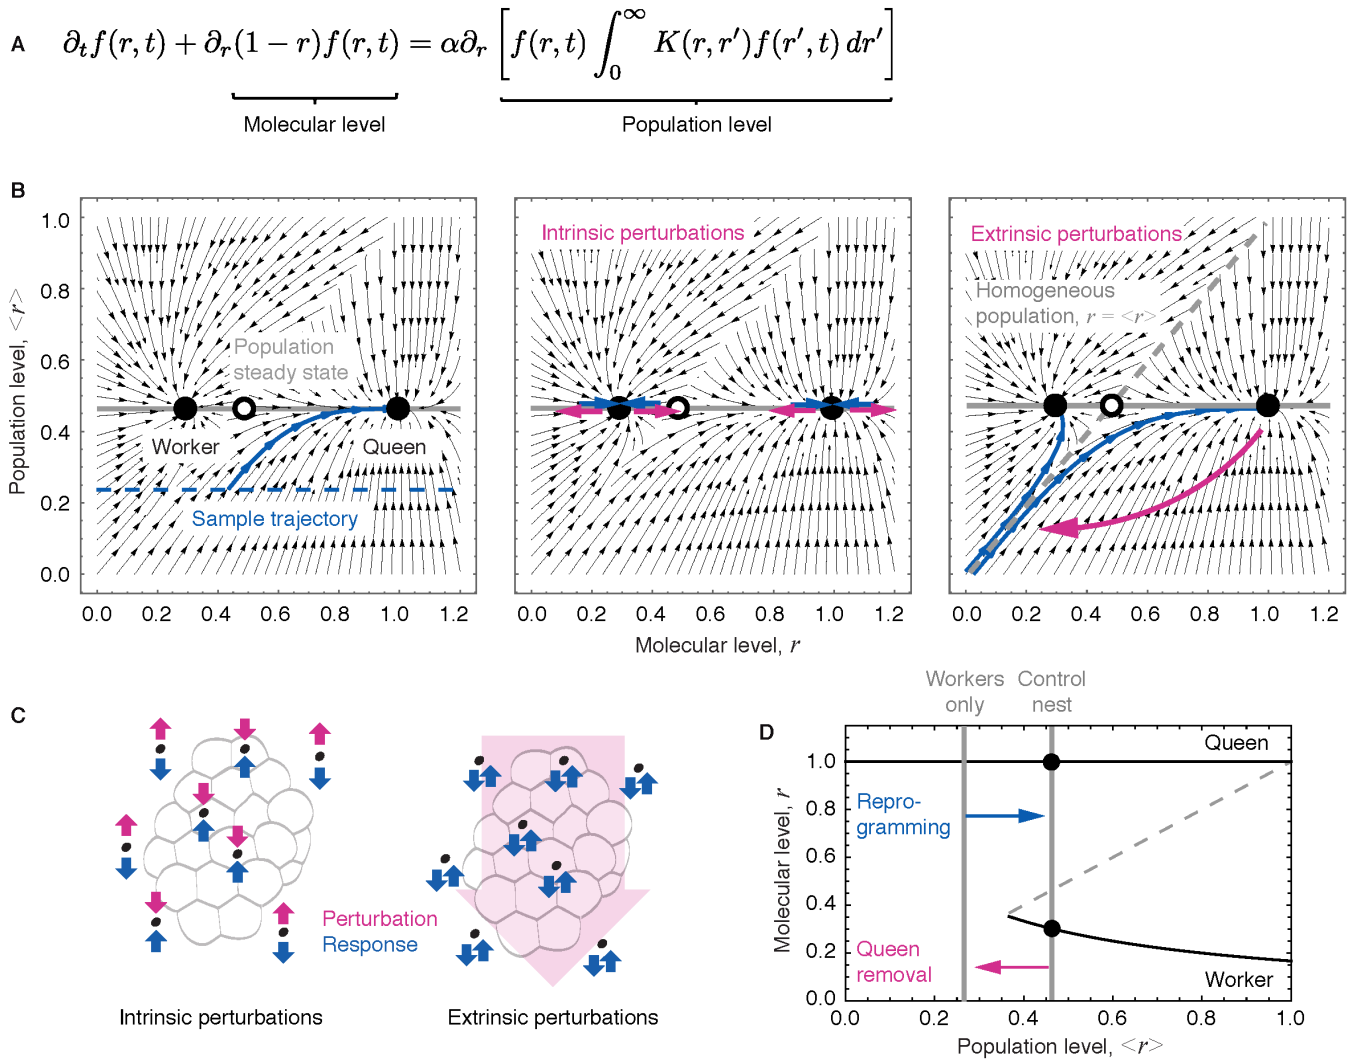 A
∂_t f(r, t) + ∂_r(1 − r)f(r, t) = α∂_r [ f(r, t) ∫_0^∞ K(r, r′)f(r′, t) dr′ ]
Molecular level
Population level
B
Population level, <r>
1.0
0.8
0.6
0.4
0.2
0.0
Population
steady state
Worker
Queen
Sample trajectory
0.0 0.2 0.4 0.6 0.8 1.0 1.2
Intrinsic perturbations
0.0 0.2 0.4 0.6 0.8 1.0 1.2
Extrinsic perturbations
Homogeneous
population, r = <r>
0.0 0.2 0.4 0.6 0.8 1.0 1.2
Molecular level, r
C
Perturbation
Response
Intrinsic perturbations
Extrinsic perturbations
Workers
only
Control
nest
D
Molecular level, r
1.0
0.8
0.6
0.4
0.2
0.0
Queen
Repro-
gramming
Queen
removal
Worker
0.0 0.2 0.4 0.6 0.8 1.0
Population level, <r>